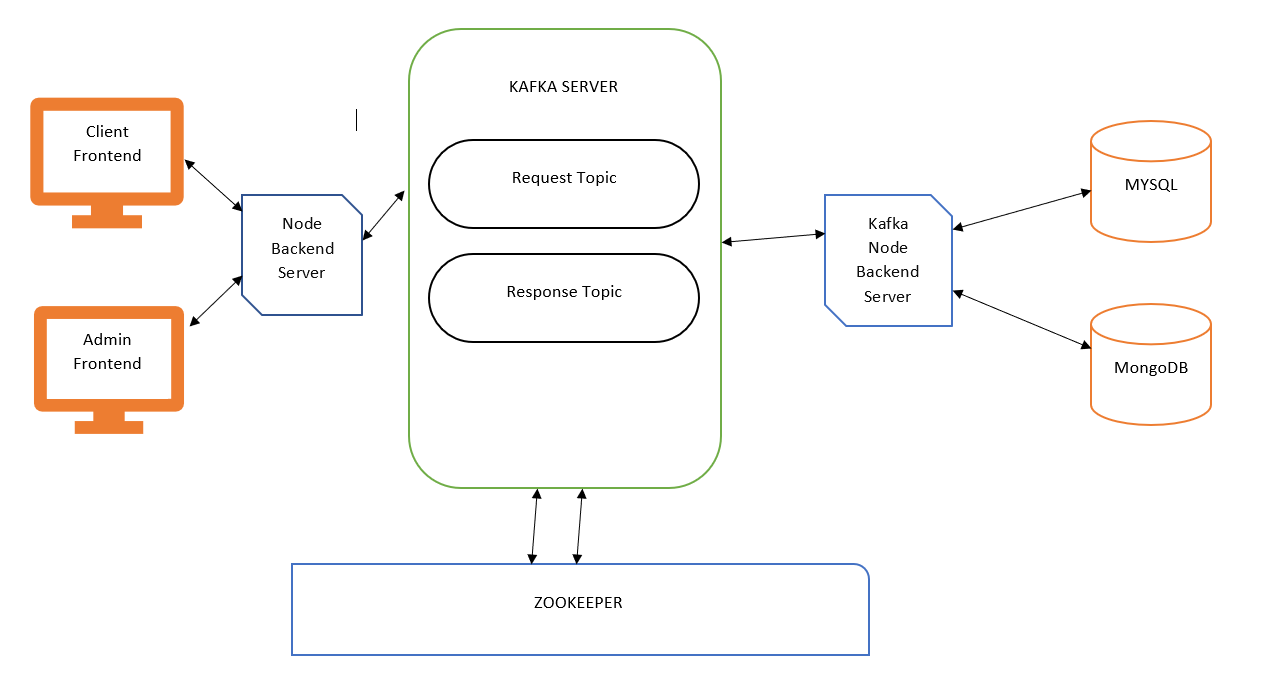 KAFKA SERVER
Client
Frontend
Request Topic
MYSQL
Node
Backend
Server
Kafka
Node
Backend
Server
Response Topic
Admin
Frontend
MongoDB
ZOOKEEPER